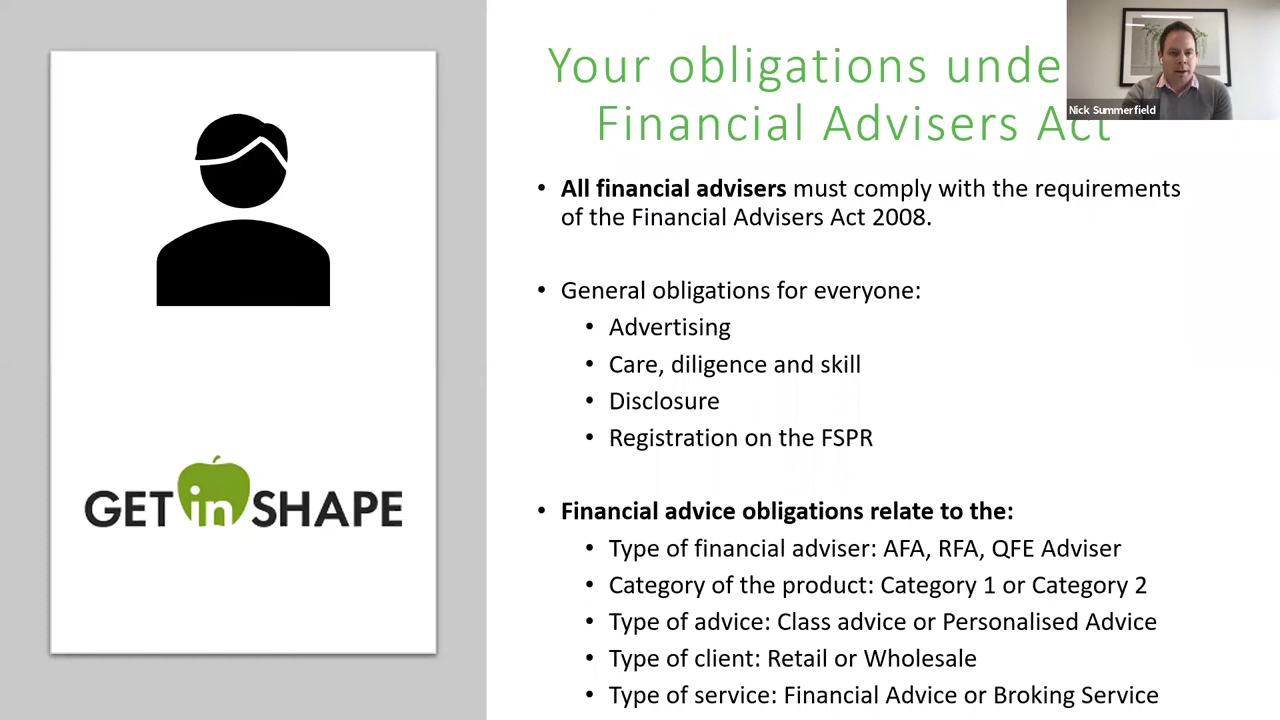 Your obligations unde
Financial Advisers Act
Nick Summerfield
• All financial advisers must comply with the requirements
of the Financial Advisers Act 2008.
• General obligations for everyone:
• Advertising
• Care, diligence and skill
• Disclosure
• Registration on the FSPR
• Financial advice obligations relate to the:
• Type of financial adviser: AFA, RFA, QFE Adviser
• Category of the product: Category 1 or Category 2
• Type of advice: Class advice or Personalised Advice
• Type of client: Retail or Wholesale
• Type of service: Financial Advice or Broking Service
GET in SHAPE